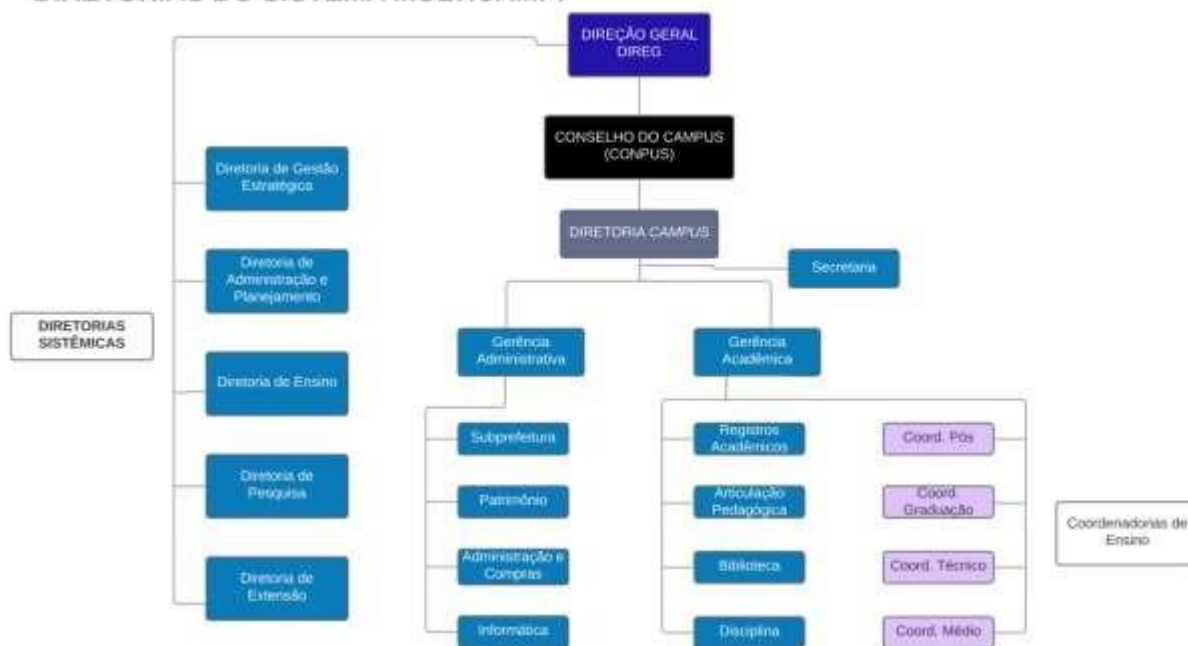 DIREÇÃO GERAL
DIREG
CONSELHO DO CAMPUS
(CONPUS)
DIRETORIA CAMPUS
Secretaria
DIRETORIAS
SISTÊMICAS
Diretoria de Gestão
Estratégica
Diretoria de
Administração e
Planejamento
Diretoria de Ensino
Diretoria de
Pesquisa
Diretoria de
Extensão
Gerência
Administrativa
Subprefeitura
Patrimônio
Administração e
Compras
Informática
Gerência
Acadêmica
Registros
Acadêmicos
Articulação
Pedagógica
Biblioteca
Disciplina
Coord. Pós
Coord.
Graduação
Coord. Técnico
Coord. Médio
Coordenadorias de
Ensino